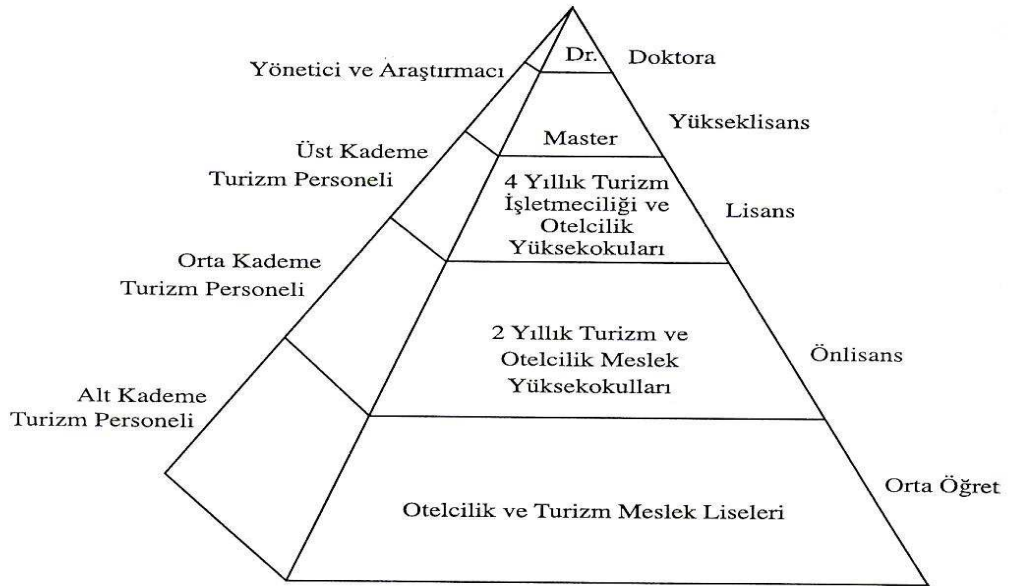 Dr.
Doktora
Yönetici ve Araştırmacı
Yükseklisans
Master
Üst Kademe
Turizm Personeli
4 Yıllık Turizm
İşletmeciliği ve
Otelcilik
Yüksekokuları
Lisans
Orta Kademe
Turizm Personeli
2 Yıllık Turizm ve
Otelcilik Meslek
Yüksekokulları
Önlisans
Alt Kademe
Turizm Personeli
Orta Öğret
Otelcilik ve Turizm Meslek Liseleri